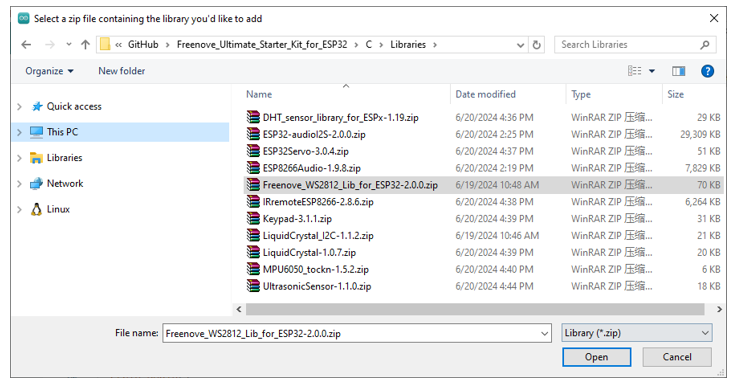 Select a zip file containing the library you'd like to add
« GitHub > Freenove_Ultimate_Starter_Kit_for_ESP32 > C > Libraries >
Search Libraries
Organize New folder
Name Date modified Type Size
Quick access
This PC
Libraries
Network
Linux
DHT_sensor_library_for_ESPx-1.19.zip 6/20/2024 4:36 PM WinRAR ZIP 压缩... 29 KB
ESP32-audioI2S-2.0.0.zip 6/20/2024 2:25 PM WinRAR ZIP 压缩... 29,309 KB
ESP32Servo-3.0.4.zip 6/20/2024 4:37 PM WinRAR ZIP 压缩... 51 KB
ESP8266Audio-1.9.8.zip 6/20/2024 2:19 PM WinRAR ZIP 压缩... 7,829 KB
Freenove_WS2812_Lib_for_ESP32-2.0.0.zip 6/19/2024 10:48 AM WinRAR ZIP 压缩... 70 KB
IRremoteESP8266-2.8.6.zip 6/20/2024 4:38 PM WinRAR ZIP 压缩... 6,264 KB
Keypad-3.1.1.zip 6/20/2024 4:39 PM WinRAR ZIP 压缩... 31 KB
LiquidCrystal_I2C-1.1.2.zip 6/19/2024 10:46 AM WinRAR ZIP 压缩... 21 KB
LiquidCrystal-1.0.7.zip 6/20/2024 4:39 PM WinRAR ZIP 压缩... 20 KB
MPU6050_tockn-1.5.2.zip 6/20/2024 4:40 PM WinRAR ZIP 压缩... 6 KB
UltrasonicSensor-1.1.0.zip 6/20/2024 4:44 PM WinRAR ZIP 压缩... 18 KB
File name: Freenove_WS2812_Lib_for_ESP32-2.0.0.zip Library (*.zip)
Open Cancel